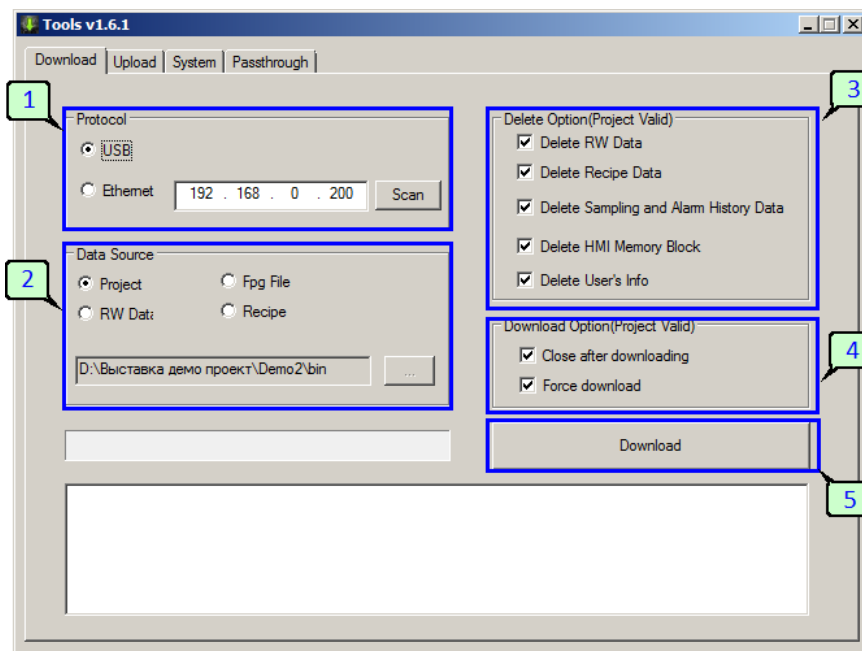 Tools v1.6.1
Download Upload System Passthrough
1
Protocol
USB
Ethernet 192 . 168 . 0 . 200 Scan
2
Data Source
Project Fpg File
RW Data Recipe
D:\Выставка демо проект\Demo2\bin ...
3
Delete Option(Project Valid)
Delete RW Data
Delete Recipe Data
Delete Sampling and Alarm History Data
Delete HMI Memory Block
Delete User's Info
4
Download Option(Project Valid)
Close after downloading
Force download
Download
5